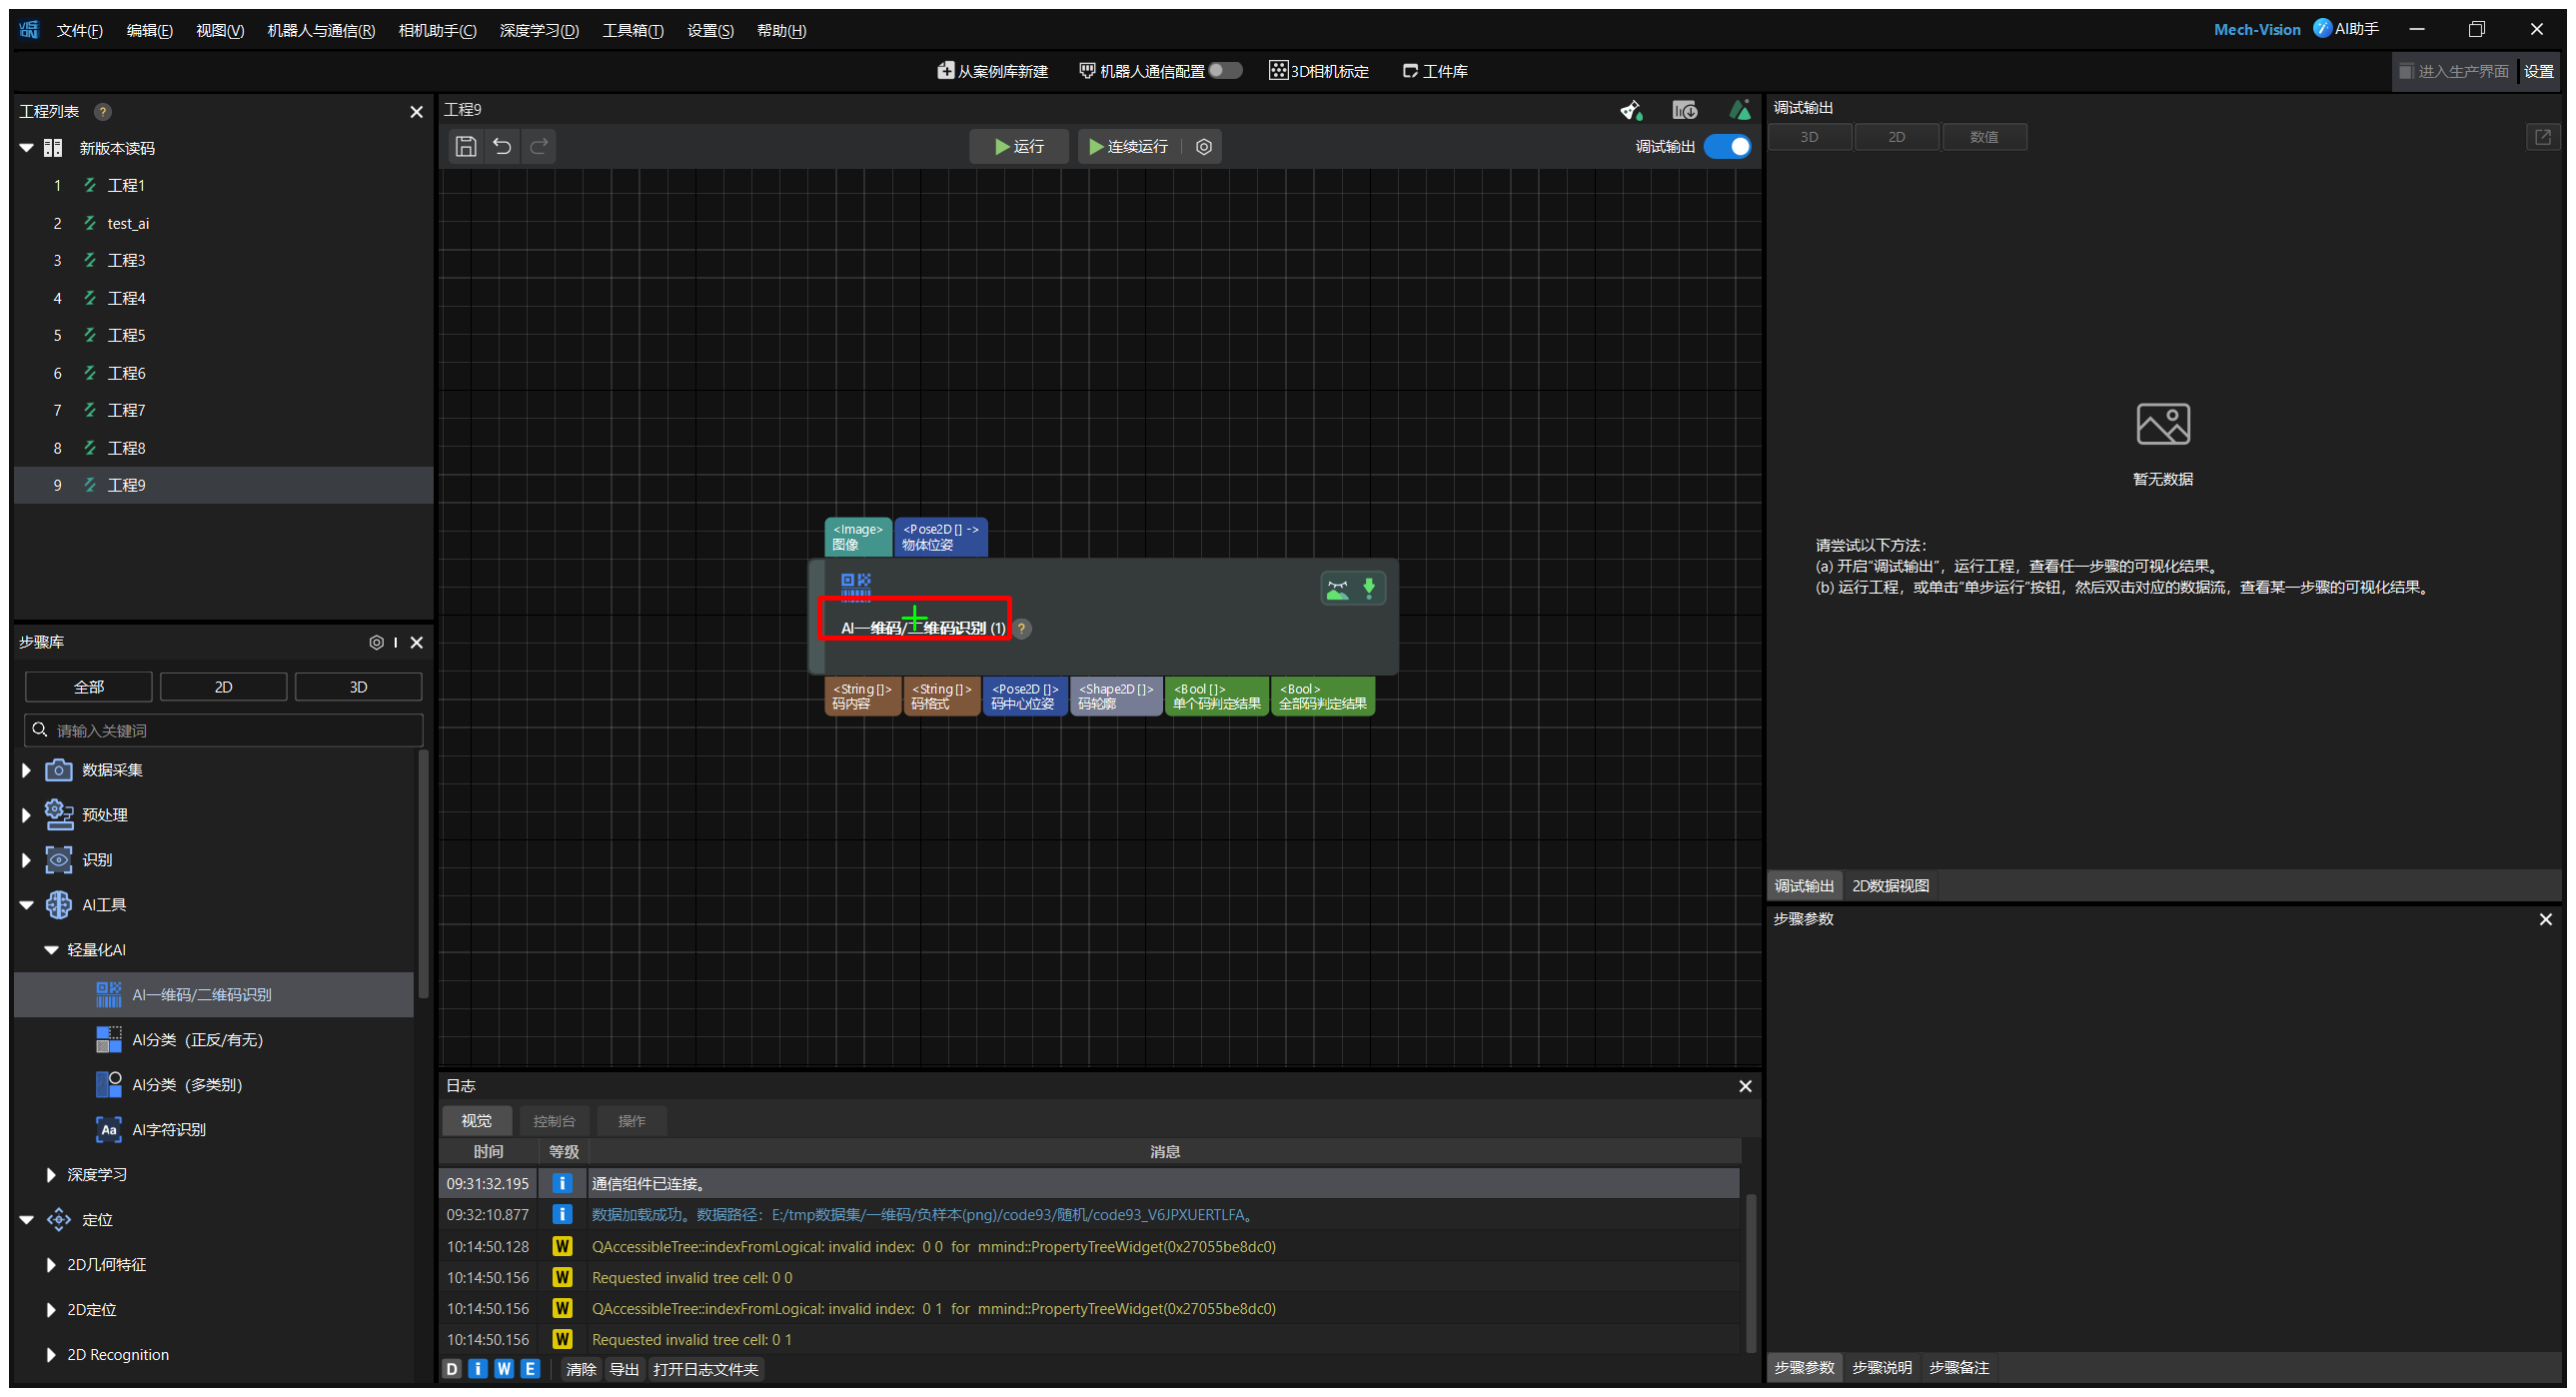 文件(F) 编辑(E) 视图(V) 机器人与通信(R) 相机助手(C) 深度学习(D) 工具箱(T) 设置(S) 帮助(H)
Mech-Vision AI助手
从案例库新建 机器人通信配置 3D相机标定 工件库
进入生产界面 设置
工程列表 ?
新版本读码
1 工程1
2 test_ai
3 工程3
4 工程4
5 工程5
6 工程6
7 工程7
8 工程8
9 工程9
步骤库
全部 2D 3D
请输入关键词
数据采集
预处理
识别
AI工具
轻量化AI
AI一维码/二维码识别
AI分类（正反/有无）
AI分类（多类别）
Aa AI字符识别
深度学习
定位
2D几何特征
2D定位
2D Recognition
工程9
运行 连续运行
调试输出
<Image> <Pose2D [] ->
图像 物体位姿
AI一维码/二维码识别 (1) ?
<String []> <String []> <Pose2D []> <Shape2D []> <Bool []> <Bool>
码内容 码格式 码中心位姿 码轮廓 单个码判定结果 全部码判定结果
日志
视觉 控制台 操作
时间 等级 消息
09:31:32.195 i 通信组件已连接。
09:32:10.877 i 数据加载成功。数据路径：E:/tmp数据集/一维码/负样本(png)/code93/随机/code93_V6JPXUERTLFA。
10:14:50.128 W QAccessibleTree::indexFromLogical: invalid index: 0 0 for mmind::PropertyTreeWidget(0x27055be8dc0)
10:14:50.156 W Requested invalid tree cell: 0 0
10:14:50.156 W QAccessibleTree::indexFromLogical: invalid index: 0 1 for mmind::PropertyTreeWidget(0x27055be8dc0)
10:14:50.156 W Requested invalid tree cell: 0 1
D i W E 清除 导出 打开日志文件夹
调试输出
3D 2D 数值
暂无数据
请尝试以下方法：
(a) 开启“调试输出”，运行工程，查看任一步骤的可视化结果。
(b) 运行工程，或单击“单步运行”按钮，然后双击对应的数据流，查看某一步骤的可视化结果。
调试输出 2D数据视图
步骤参数
步骤参数 步骤说明 步骤备注